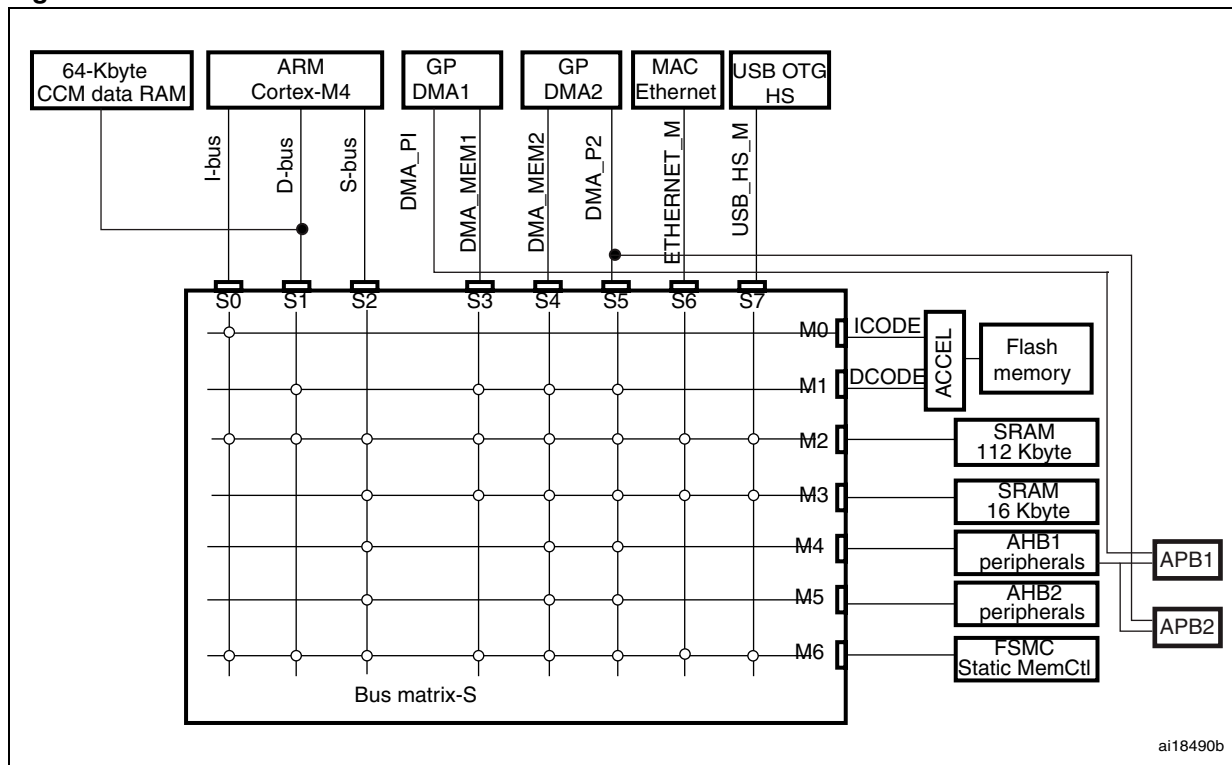 64-Kbyte
CCM data RAM
ARM
Cortex-M4
GP
DMA1
GP
DMA2
MAC
Ethernet
USB OTG
HS
I-bus
D-bus
S-bus
DMA_PI
DMA_MEM1
DMA_MEM2
DMA_P2
ETHERNET_M
USB_HS_M
S0 S1 S2 S3 S4 S5 S6 S7
M0
ICODE
M1
DCODE
ACCEL
Flash
memory
M2
SRAM
112 Kbyte
M3
SRAM
16 Kbyte
M4
AHB1
peripherals
APB1
M5
AHB2
peripherals
APB2
M6
FSMC
Static MemCtl
Bus matrix-S
ai18490b